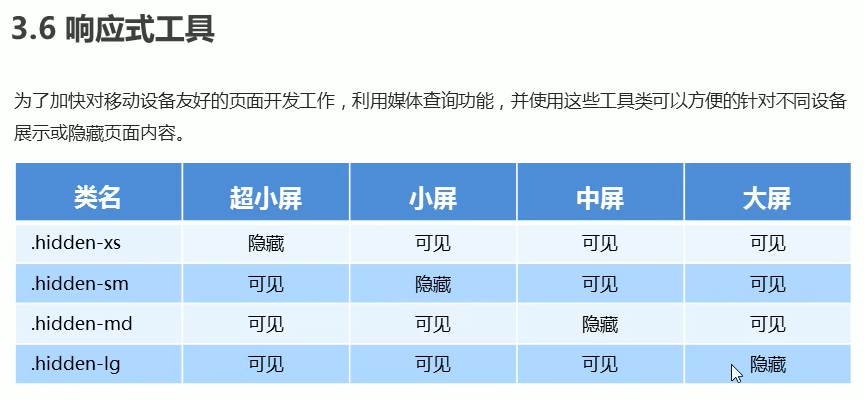 3.6 响应式工具
为了加快对移动设备友好的页面开发工作，利用媒体查询功能，并使用这些工具类可以方便的针对不同设备
展示或隐藏页面内容。
类名 超小屏 小屏 中屏 大屏
.hidden-xs 隐藏 可见 可见 可见
.hidden-sm 可见 隐藏 可见 可见
.hidden-md 可见 可见 隐藏 可见
.hidden-lg 可见 可见 可见 隐藏